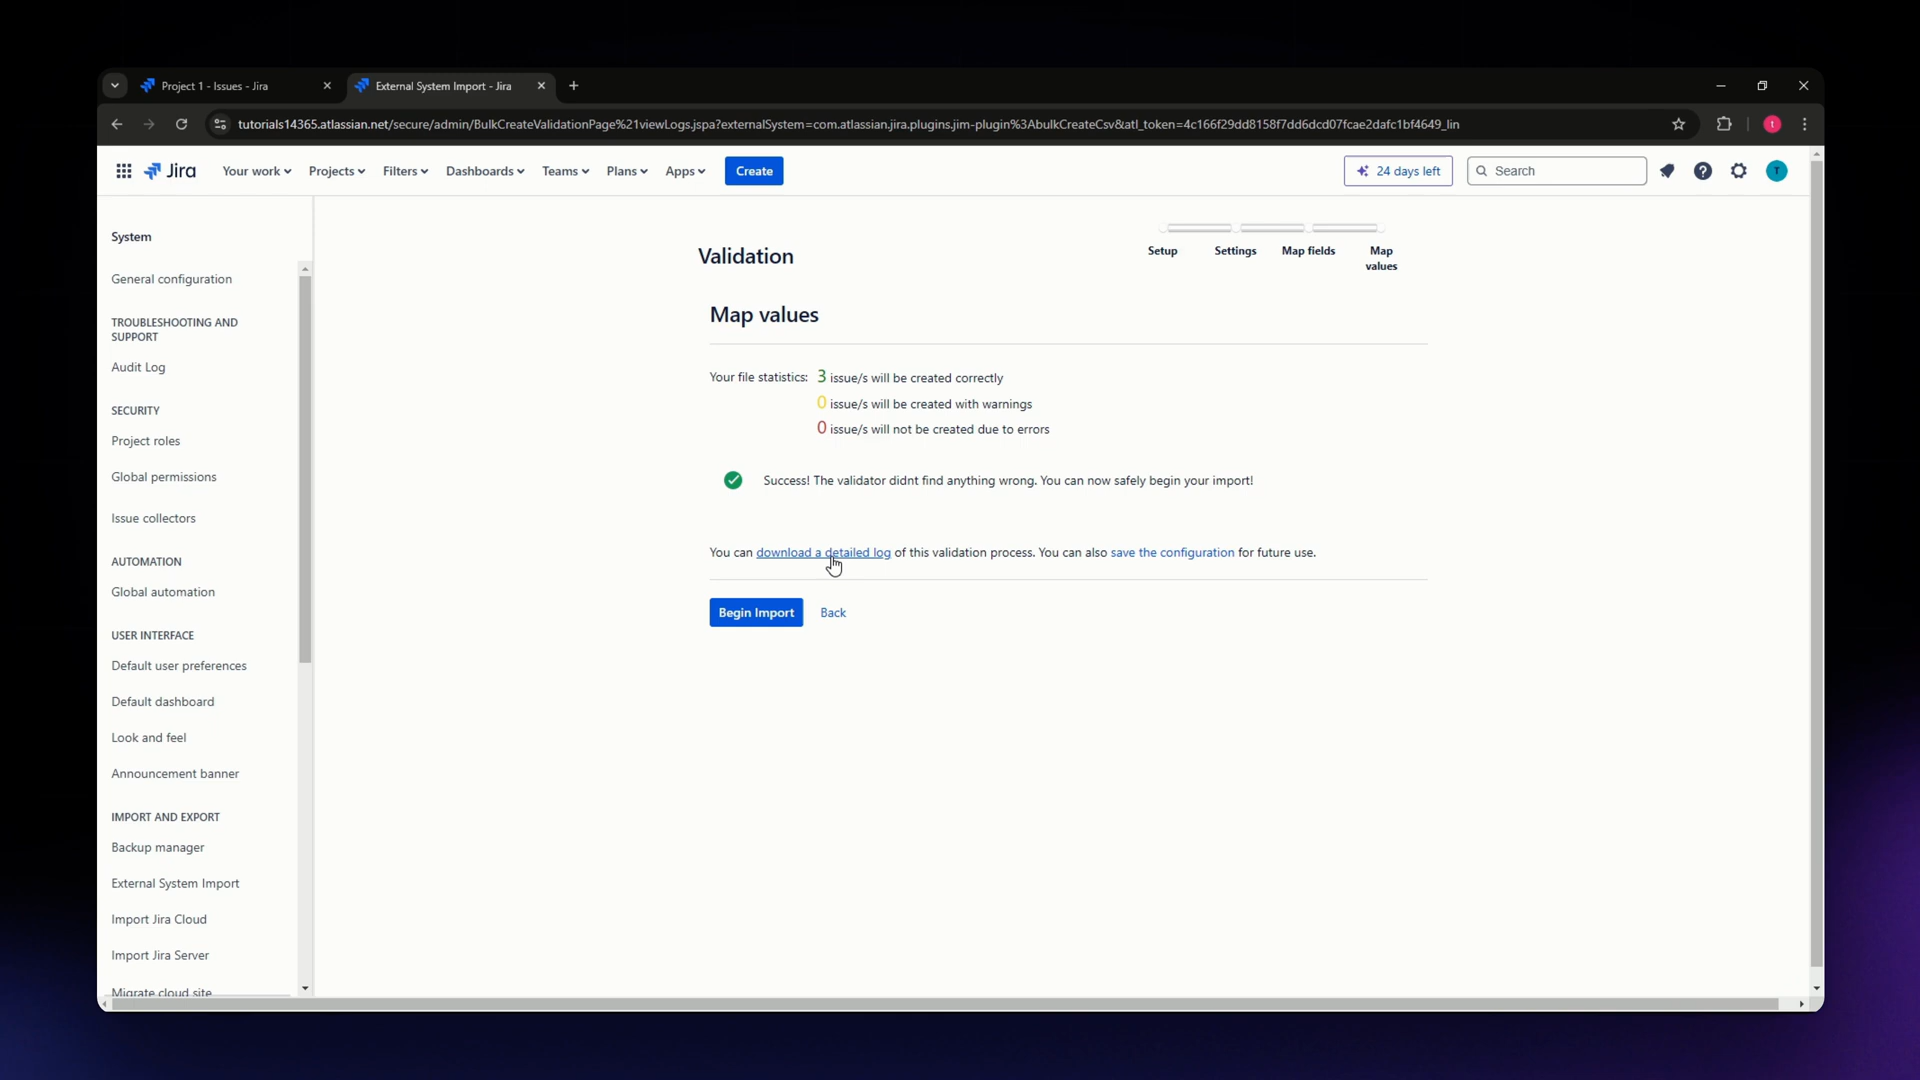 Project 1 - Issues - Jira
External System Import - Jira
tutorials14365.atlassian.net/secure/admin/BulkCreateValidationPage%21viewLogs.jspa?externalSystem=com.atlassian.jira.plugins.jim-plugin%3AbulkCreateCsv&atl_token=4c166f29dd8158f7dd6dcd07fcae2dafc1bf4649_lin
t
Jira
Your work
Projects
Filters
Dashboards
Teams
Plans
Apps
Create
24 days left
Search
T
System
General configuration
TROUBLESHOOTING AND
SUPPORT
Audit Log
SECURITY
Project roles
Global permissions
Issue collectors
AUTOMATION
Global automation
USER INTERFACE
Default user preferences
Default dashboard
Look and feel
Announcement banner
IMPORT AND EXPORT
Backup manager
External System Import
Import Jira Cloud
Import Jira Server
Migrate cloud site
Validation
Setup
Settings
Map fields
Map
values
Map values
Your file statistics: 3 issue/s will be created correctly
0 issue/s will be created with warnings
0 issue/s will not be created due to errors
Success! The validator didnt find anything wrong. You can now safely begin your import!
You can download a detailed log of this validation process. You can also save the configuration for future use.
Begin Import
Back